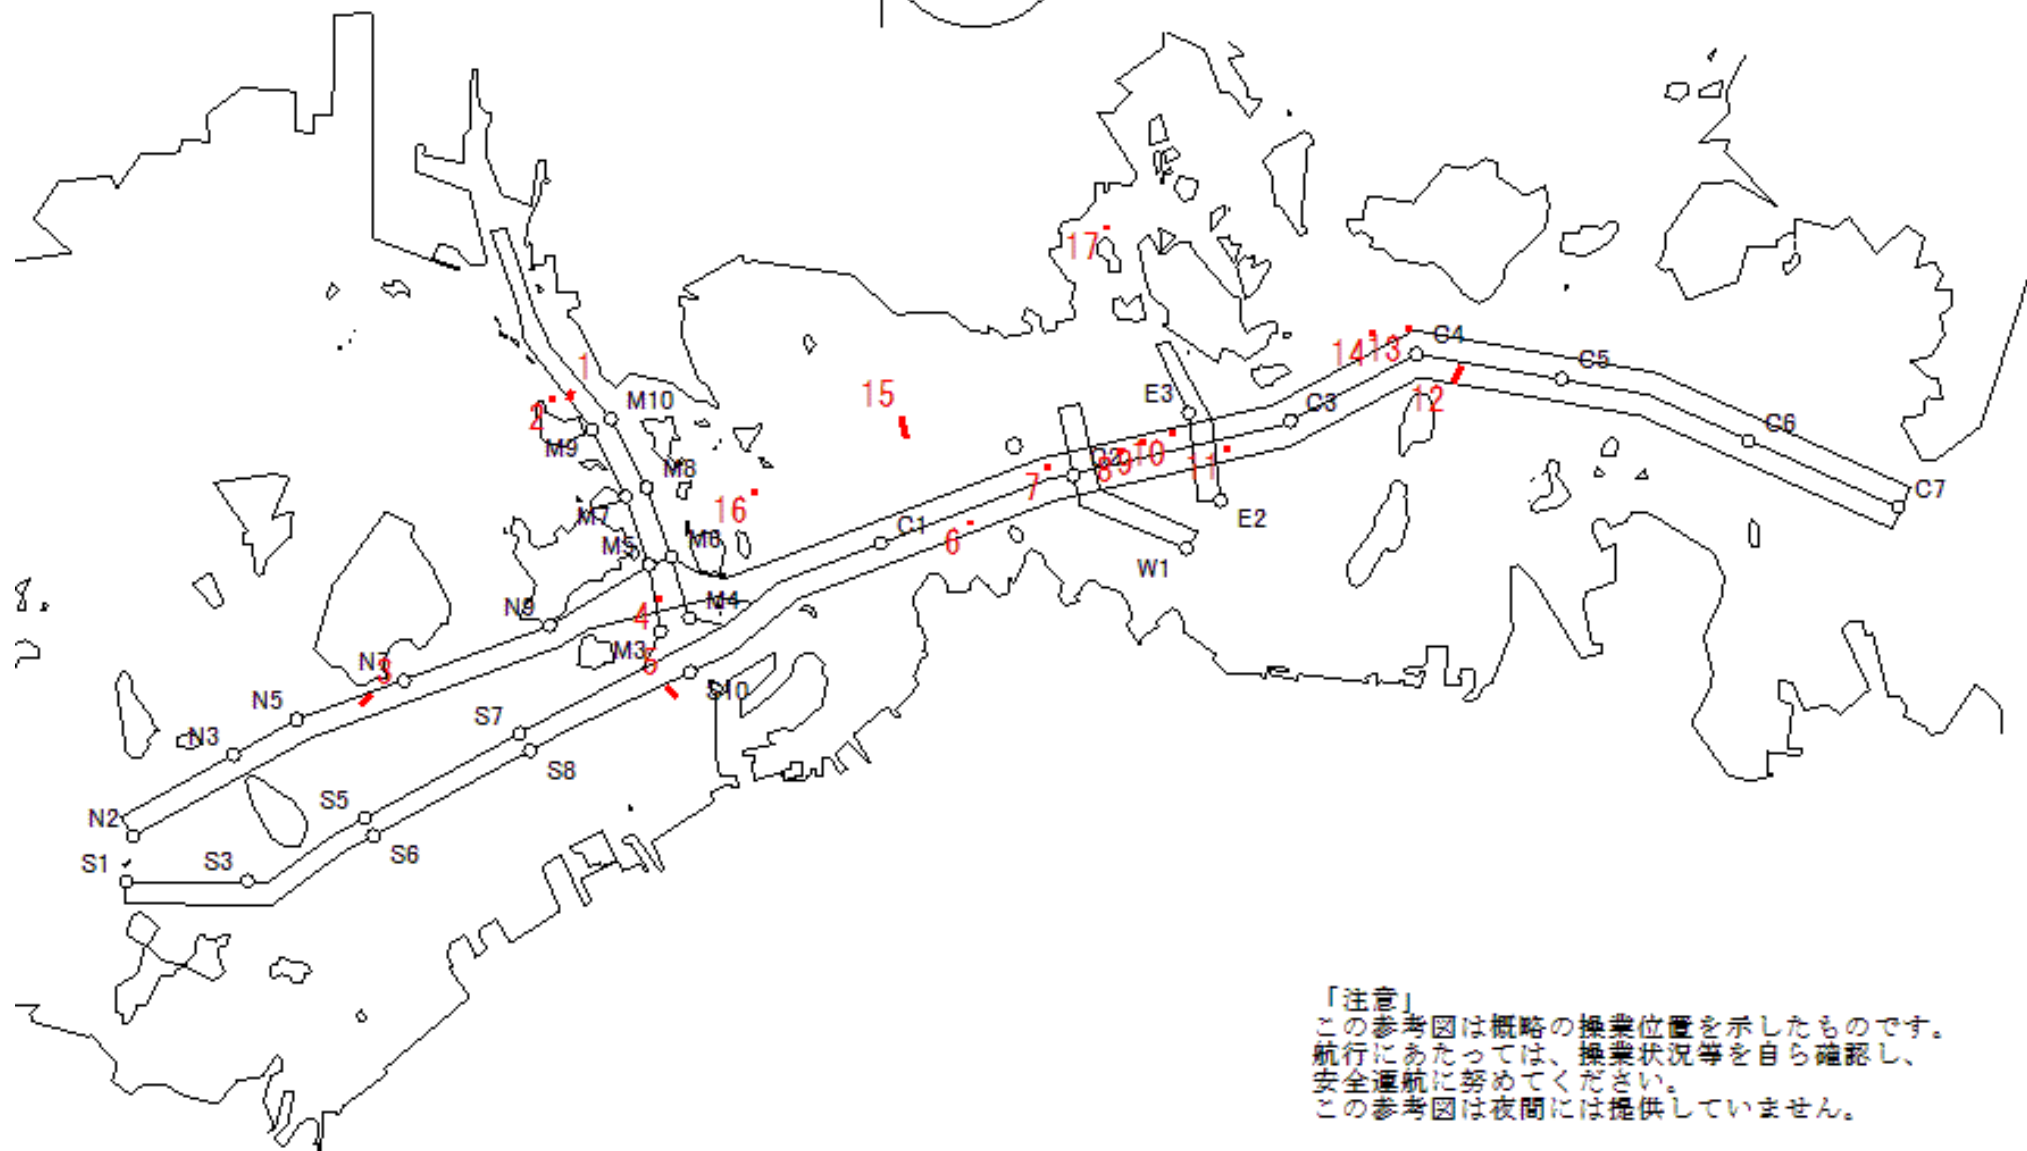 17
1
C4
14 13
C5
15
M10
2
E3
C3
12
M9
C6
M8
C2
8 9 10
11
7
16
C7
M7
E2
M5
M6
C1
6
W1
N9
4
M4
M3
5
N7
3
N5
S10
S7
N3
S8
S5
N2
S6
S1
S3
「注意」
この参考図は概略の操業位置を示したものです。
航行にあたっては、操業状況等を自ら確認し、
安全運航に努めてください。
この参考図は夜間には提供していません。